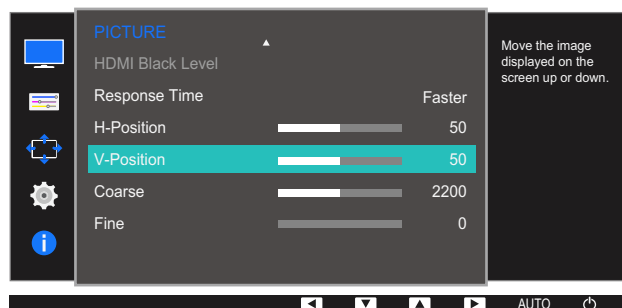 PICTURE
HDMI Black Level
Response Time Faster
H-Position 50
V-Position 50
Coarse 2200
Fine 0
Move the image
displayed on the
screen up or down.
AUTO